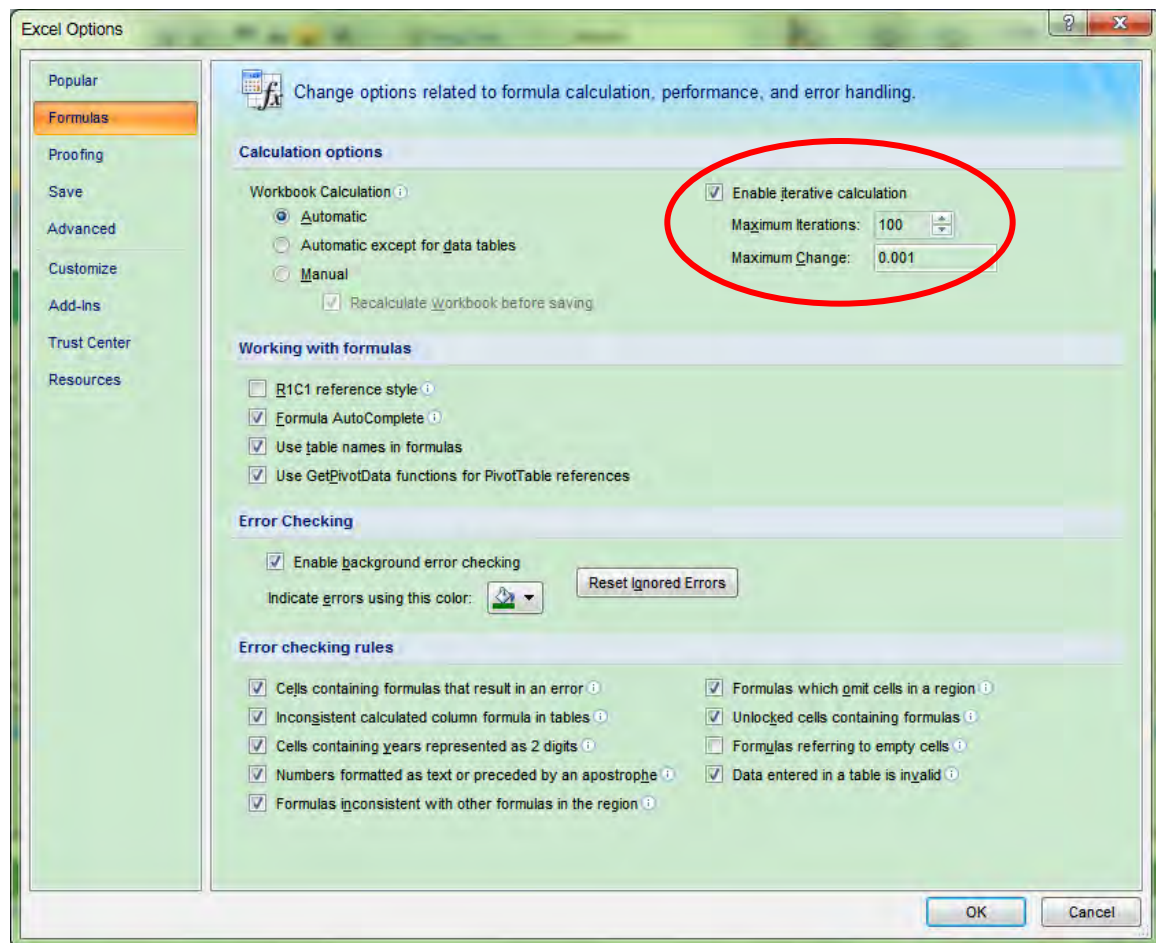 Excel Options
Popular
Formulas
Proofing
Save
Advanced
Customize
Add-Ins
Trust Center
Resources
Change options related to formula calculation, performance, and error handling.
Calculation options
Workbook Calculation
Automatic
Automatic except for data tables
Manual
Recalculate workbook before saving
Enable iterative calculation
Maximum Iterations: 100
Maximum Change: 0.001
Working with formulas
R1C1 reference style
Formula AutoComplete
Use table names in formulas
Use GetPivotData functions for PivotTable references
Error Checking
Enable background error checking
Indicate errors using this color:
Reset Ignored Errors
Error checking rules
Cells containing formulas that result in an error
Inconsistent calculated column formula in tables
Cells containing years represented as 2 digits
Numbers formatted as text or preceded by an apostrophe
Formulas inconsistent with other formulas in the region
Formulas which omit cells in a region
Unlocked cells containing formulas
Formulas referring to empty cells
Data entered in a table is invalid
OK
Cancel